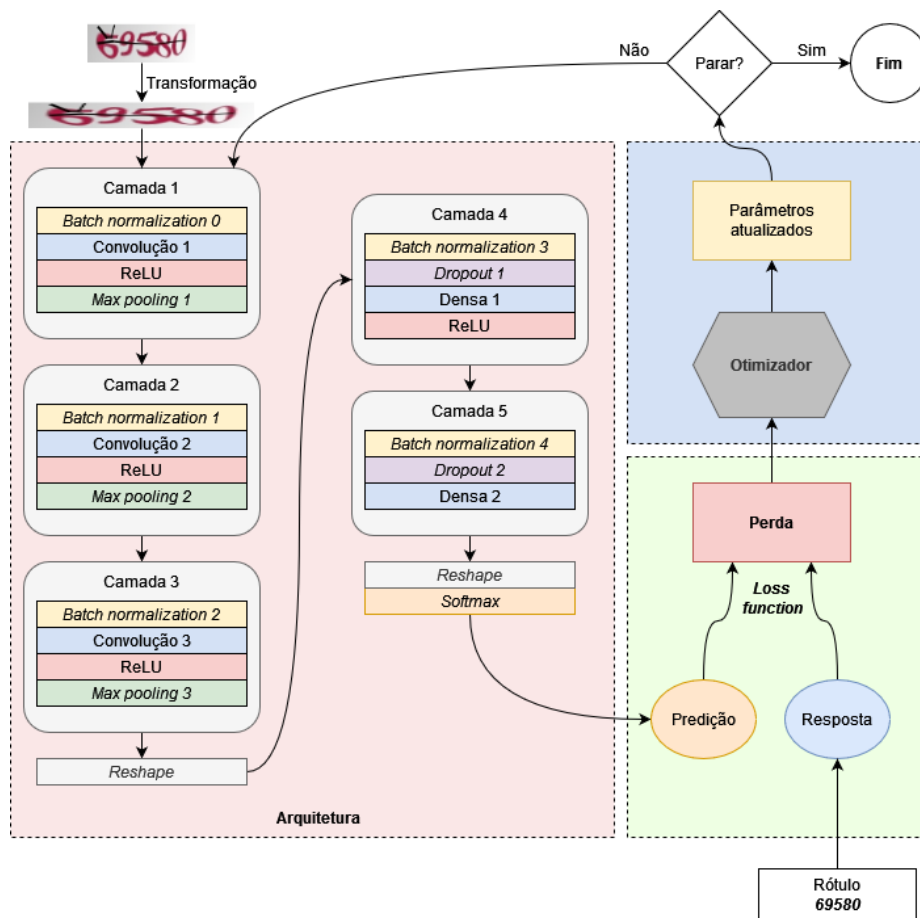 69580
Transformação
69580
Não
Parar?
Sim
Fim
Camada 1
Batch normalization 0
Convolução 1
ReLU
Max pooling 1
Camada 2
Batch normalization 1
Convolução 2
ReLU
Max pooling 2
Camada 3
Batch normalization 2
Convolução 3
ReLU
Max pooling 3
Reshape
Camada 4
Batch normalization 3
Dropout 1
Densa 1
ReLU
Camada 5
Batch normalization 4
Dropout 2
Densa 2
Reshape
Softmax
Arquitetura
Parâmetros
atualizados
Otimizador
Perda
Loss
function
Predição
Resposta
Rótulo
69580